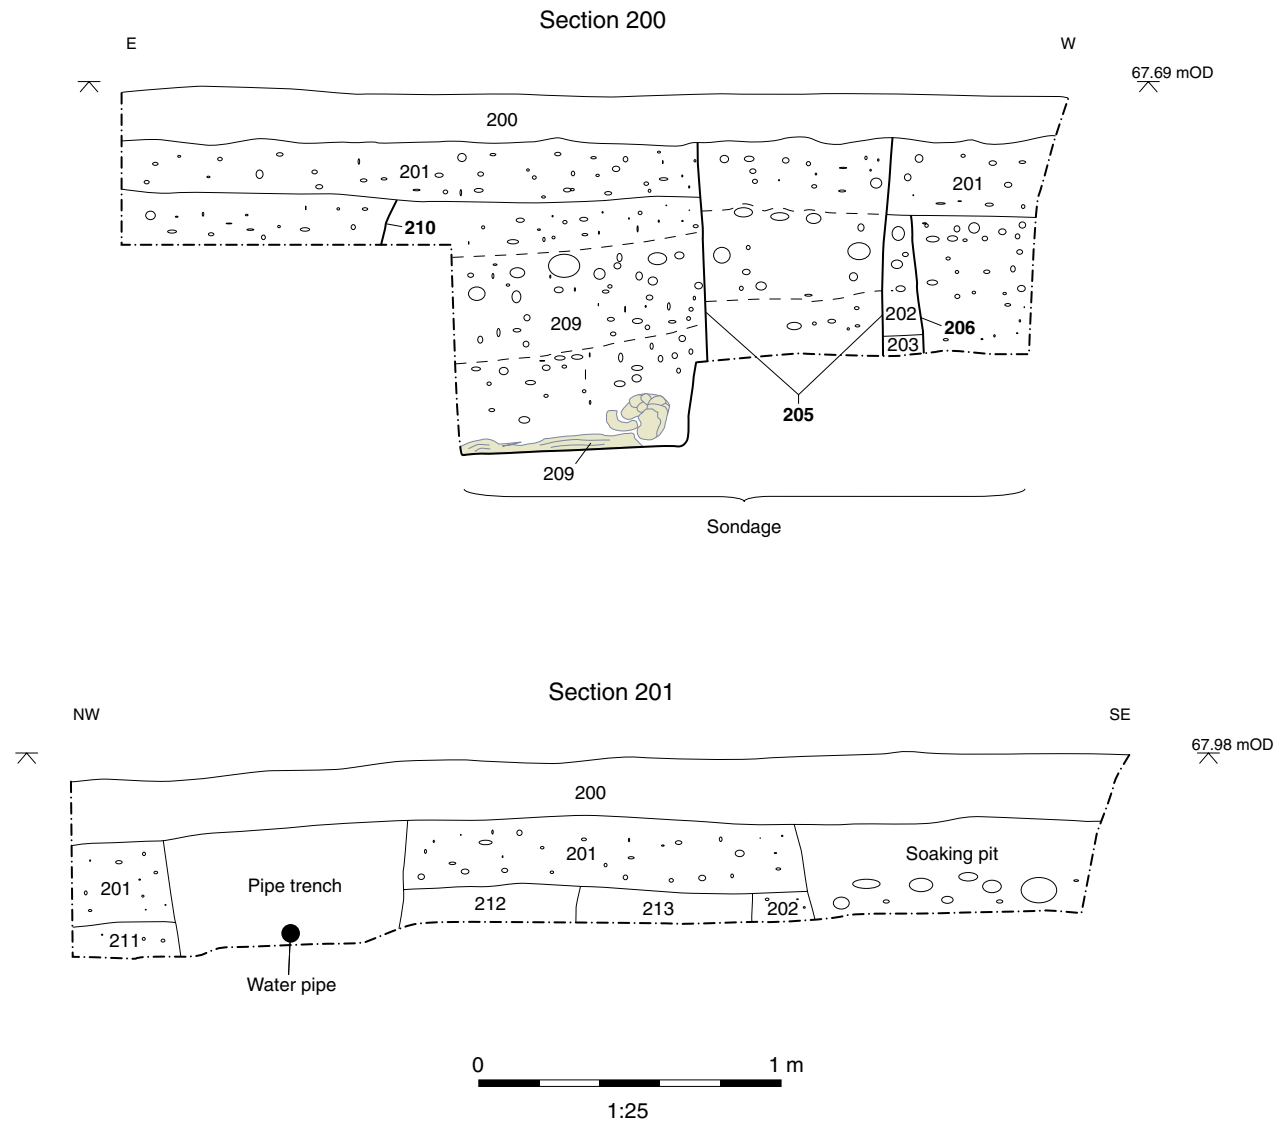 Section 200
E
W
67.69 mOD
200
201
201
210
209
202
206
203
205
209
Sondage
Section 201
NW
SE
67.98 mOD
200
201
Soaking pit
201
Pipe trench
212
213
202
211
Water pipe
0
1 m
1:25